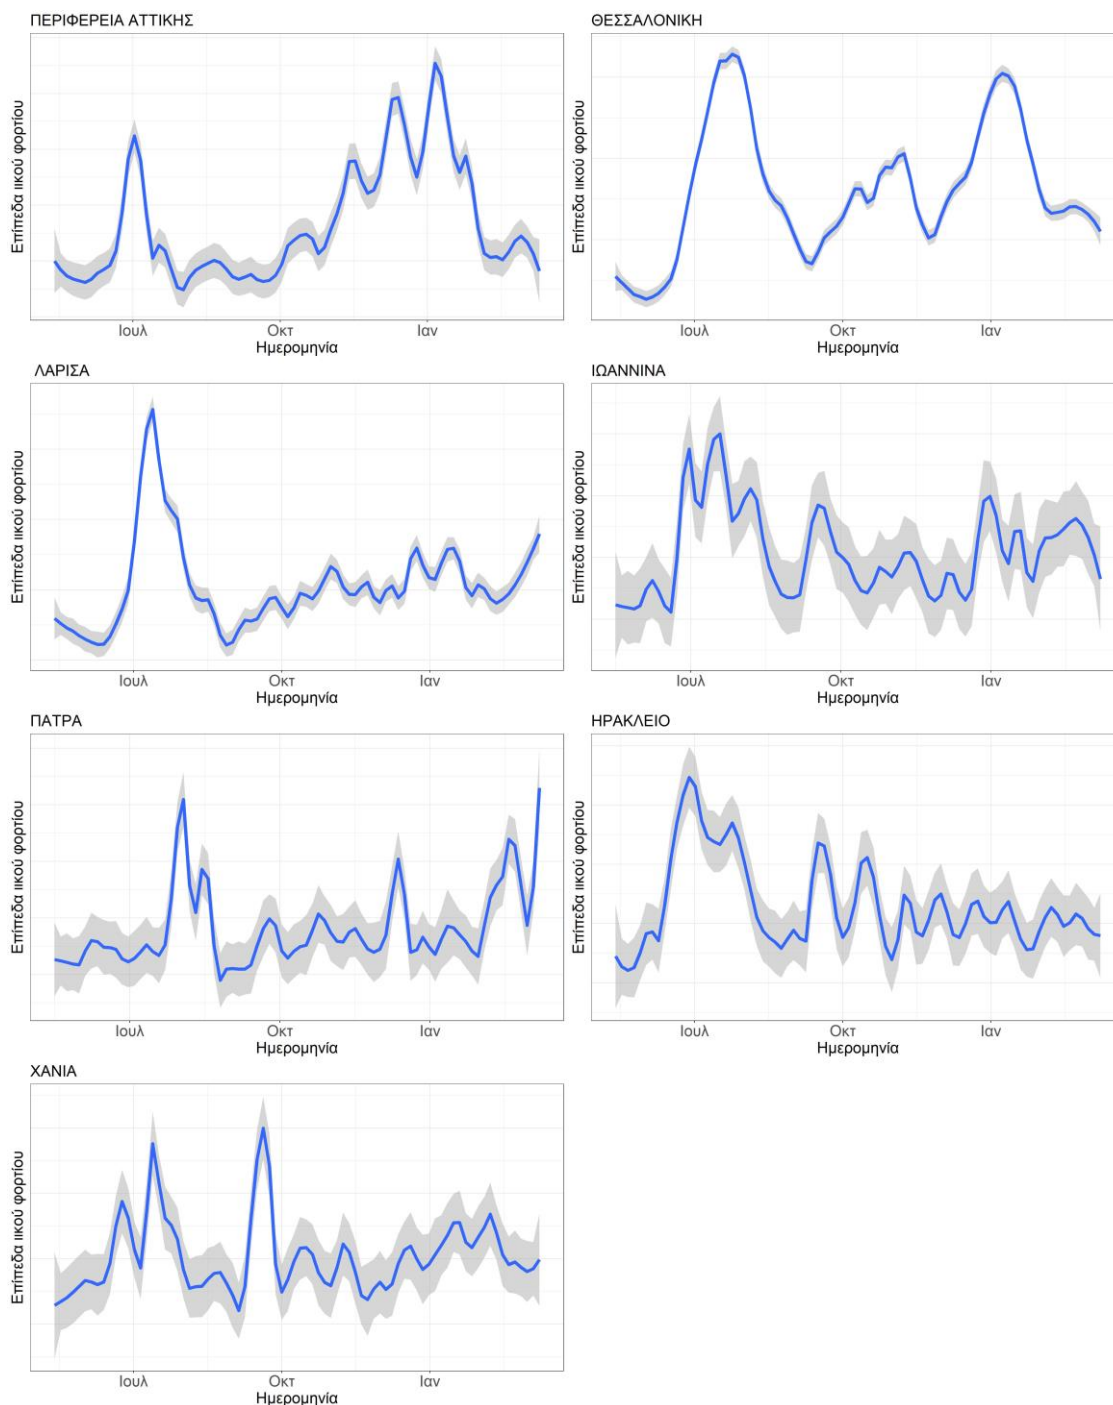 ΠΕΡΙΦΕΡΕΙΑ ΑΤΤΙΚΗΣ
Επίπεδα ιικού φορτίου
Ιουλ Οκτ Ιαν
Ημερομηνία
ΘΕΣΣΑΛΟΝΙΚΗ
Επίπεδα ιικού φορτίου
Ιουλ Οκτ Ιαν
Ημερομηνία
ΛΑΡΙΣΑ
Επίπεδα ιικού φορτίου
Ιουλ Οκτ Ιαν
Ημερομηνία
ΙΩΑΝΝΙΝΑ
Επίπεδα ιικού φορτίου
Ιουλ Οκτ Ιαν
Ημερομηνία
ΠΑΤΡΑ
Επίπεδα ιικού φορτίου
Ιουλ Οκτ Ιαν
Ημερομηνία
ΗΡΑΚΛΕΙΟ
Επίπεδα ιικού φορτίου
Ιουλ Οκτ Ιαν
Ημερομηνία
ΧΑΝΙΑ
Επίπεδα ιικού φορτίου
Ιουλ Οκτ Ιαν
Ημερομηνία